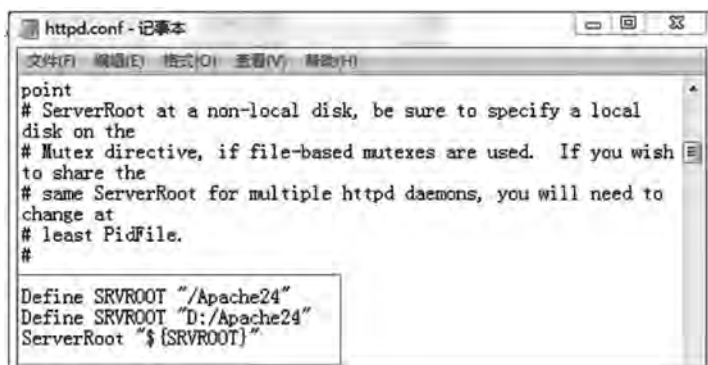 httpd.conf - 记事本
文件(F) 编辑(E) 格式(O) 查看(V) 帮助(H)
point
# ServerRoot at a non-local disk, be sure to specify a local
disk on the
# Mutex directive, if file-based mutexes are used.  If you wish
to share the
# same ServerRoot for multiple httpd daemons, you will need to
change at
# least PidFile.
#
Define SRVROOT "/Apache24"
Define SRVROOT "D:/Apache24"
ServerRoot "${SRVROOT}"